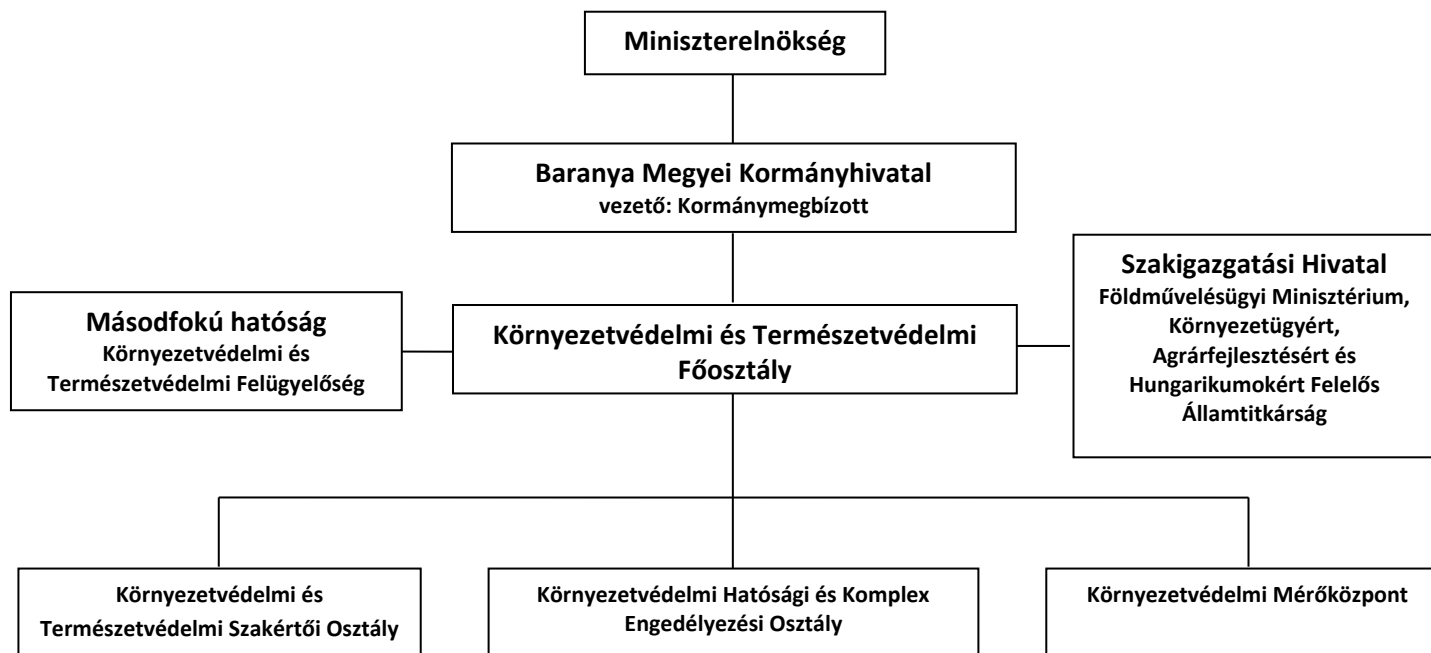 Miniszterelnökség
Baranya Megyei Kormányhivatal
vezető: Kormánymegbízott
Másodfokú hatóság
Környezetvédelmi és
Természetvédelmi Felügyelőség
Környezetvédelmi és Természetvédelmi
Főosztály
Szakigazgatási Hivatal
Földművelésügyi Minisztérium,
Környezetügyért,
Agrárfejlesztésért és
Hungarikumokért Felelős
Államtitkárság
Környezetvédelmi és
Természetvédelmi Szakértői Osztály
Környezetvédelmi Hatósági és Komplex
Engedélyezési Osztály
Környezetvédelmi Mérőközpont